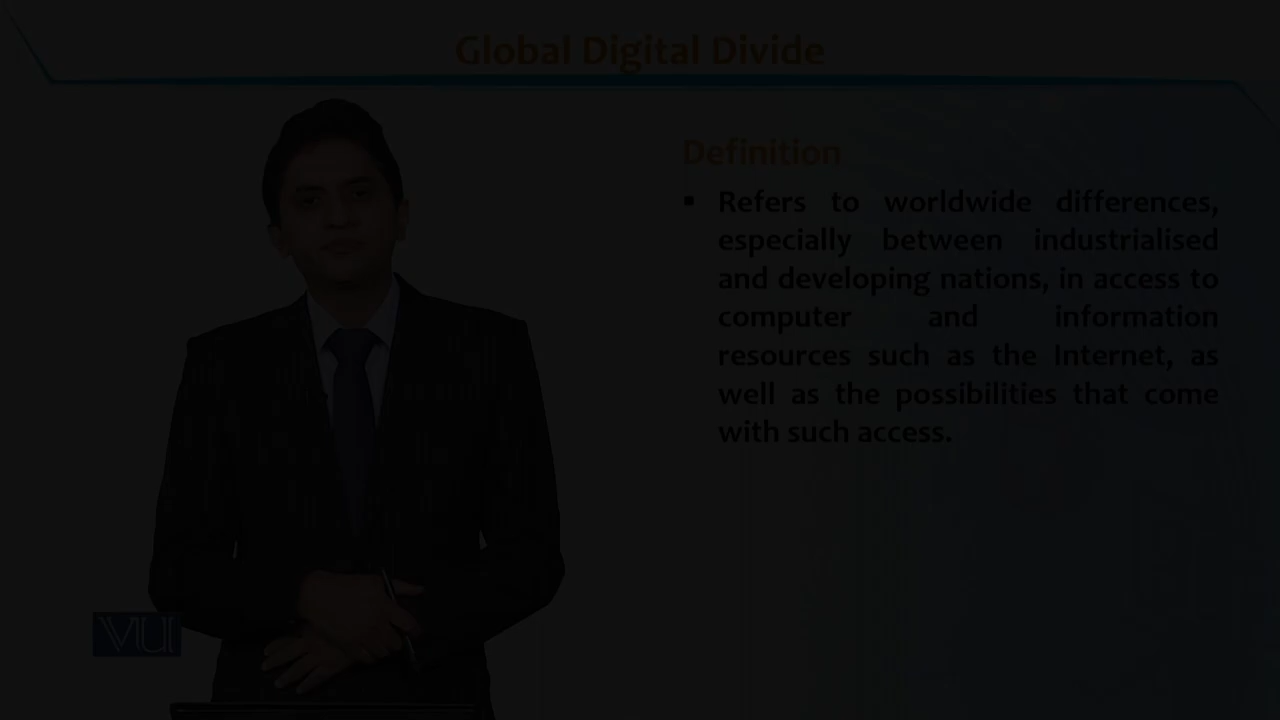 Global Digital Divide
Definition
▪ Refers to worldwide differences,
especially between industrialised
and developing nations, in access to
computer and information
resources such as the Internet, as
well as the possibilities that come
with such access.
VU